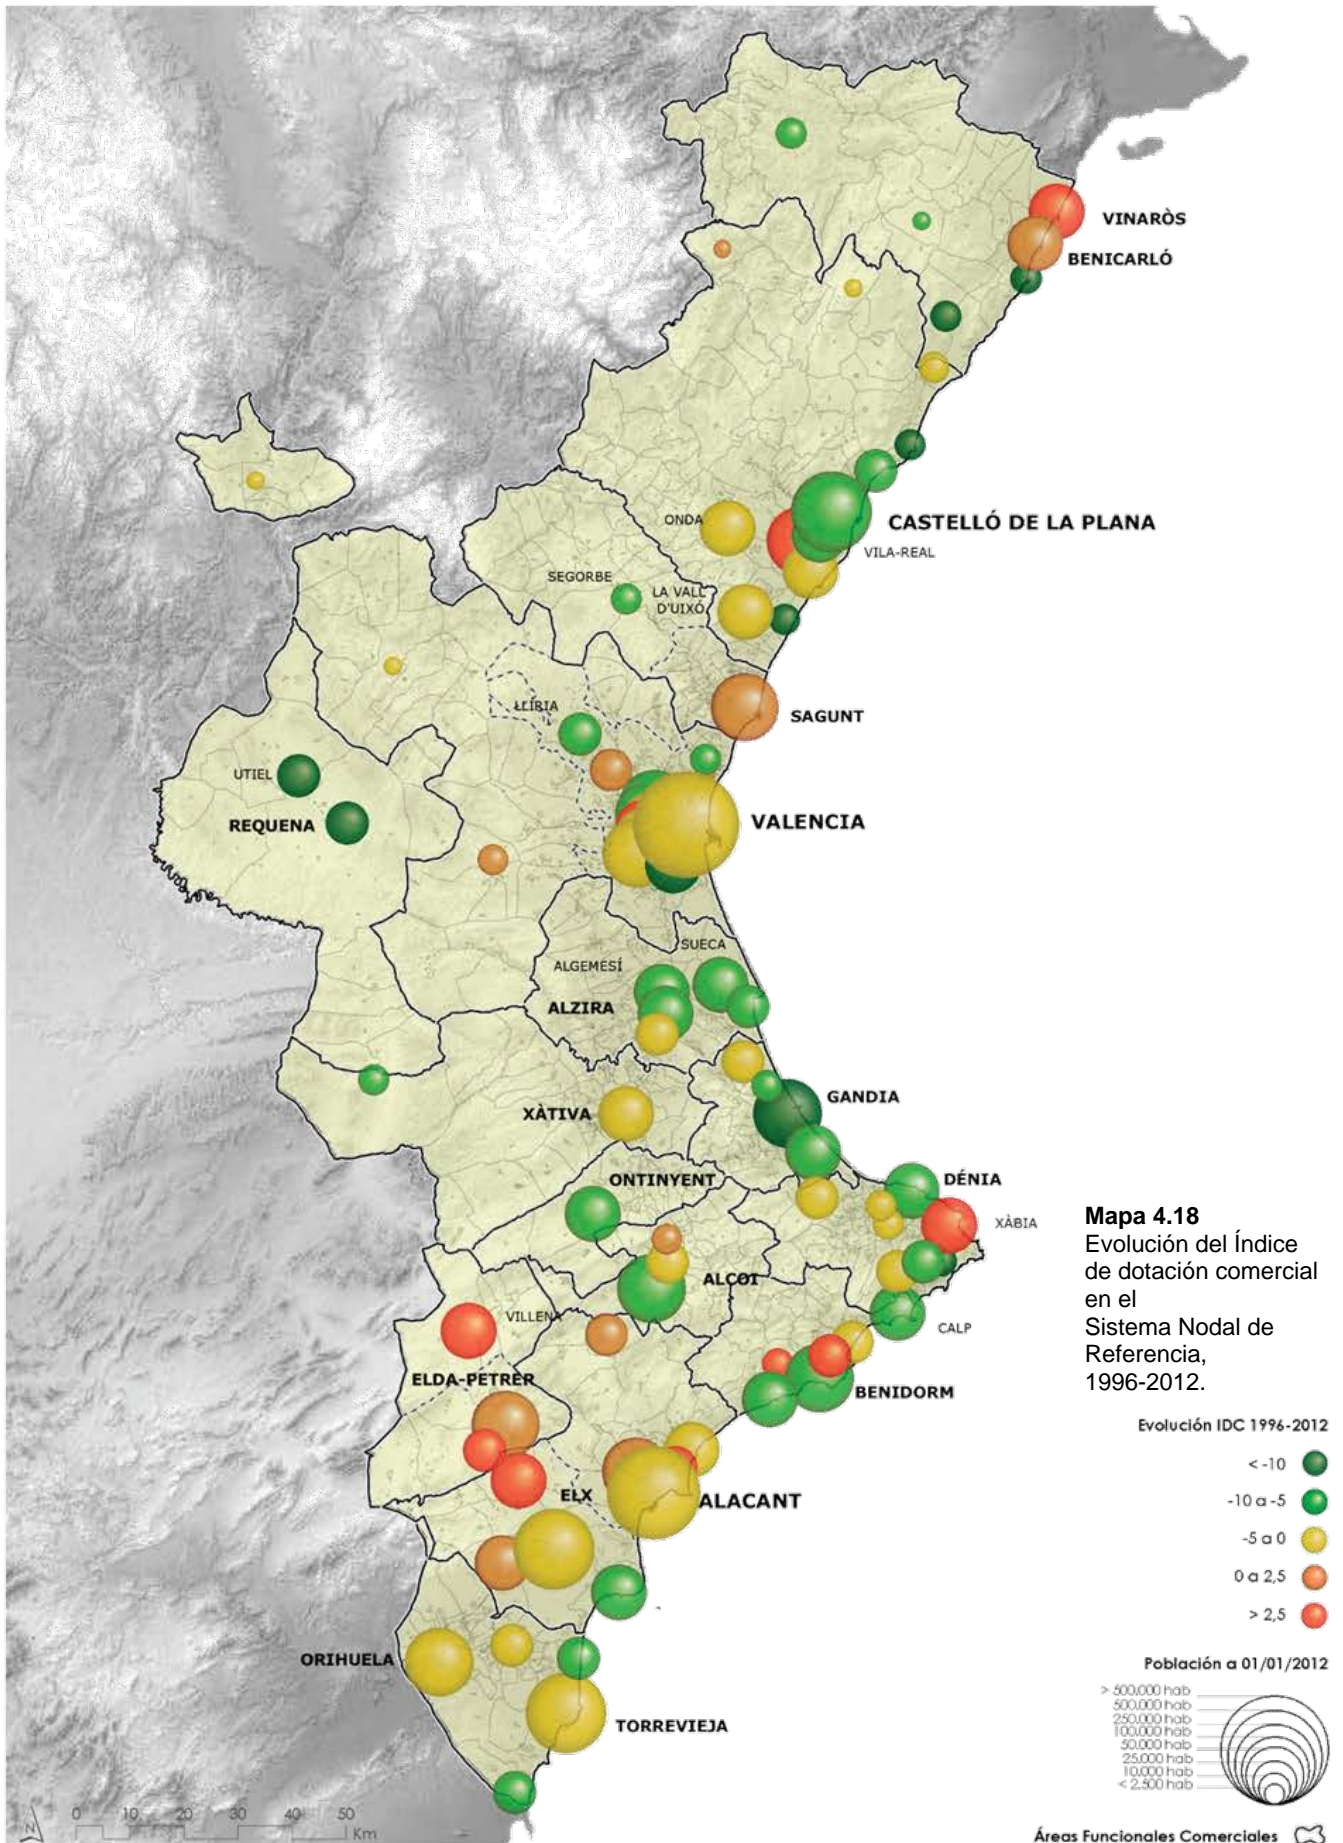 VINARÒS
BENICARLÓ
ONDA
CASTELLÓ DE LA PLANA
VILA-REAL
SEGORBE
LA VALL
D'UIXÓ
SAGUNT
LLÍRIA
UTIEL
REQUENA
VALENCIA
SUECA
ALGEMESÍ
ALZIRA
XÀTIVA
GANDIA
ONTINYENT
DÉNIA
XÀBIA
ALCOI
VILLENA
CALP
ELDA-PETRER
BENIDORM
ELX
ALACANT
ORIHUELA
TORREVIEJA
Mapa 4.18
Evolución del Índice
de dotación comercial
en el
Sistema Nodal de
Referencia,
1996-2012.
Evolución IDC 1996-2012
< -10
-10 a -5
-5 a 0
0 a 2,5
> 2,5
Población a 01/01/2012
> 500.000 hab
500.000 hab
250.000 hab
100.000 hab
50.000 hab
25.000 hab
10.000 hab
< 2.500 hab
Áreas Funcionales Comerciales
N
0 10 20 30 40 50
Km